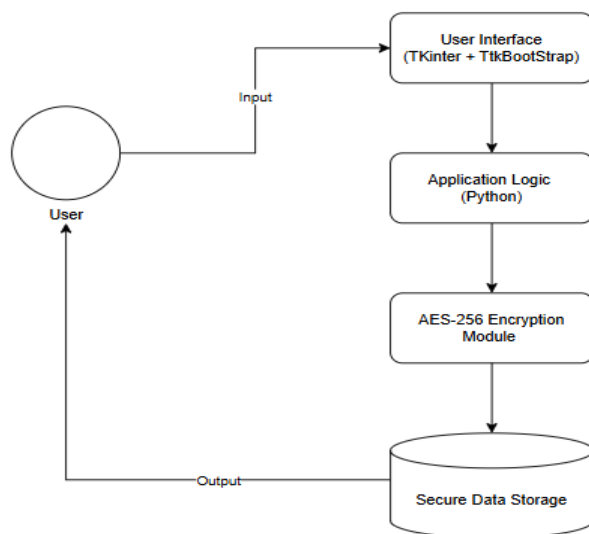 User Interface
(TKinter + TtkBootStrap)
Input
User
Application Logic
(Python)
AES-256 Encryption
Module
Output
Secure Data Storage